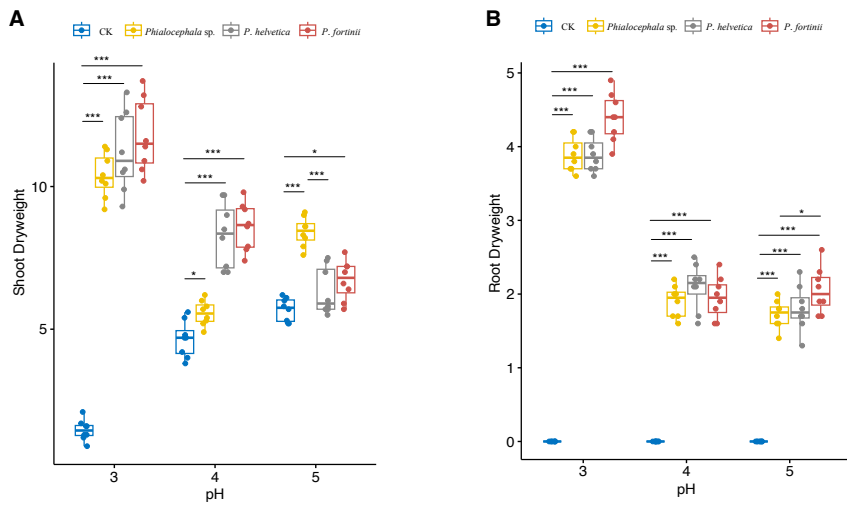 A
CK Phialocephala sp. P. helvetica P. fortinii
Shoot Dryweight
10
5
***
***
***
***
***
*
*
***
***
3 4 5
pH
B
CK Phialocephala sp. P. helvetica P. fortinii
Root Dryweight
5
4
3
2
1
0
***
***
***
***
***
***
*
***
***
***
3 4 5
pH